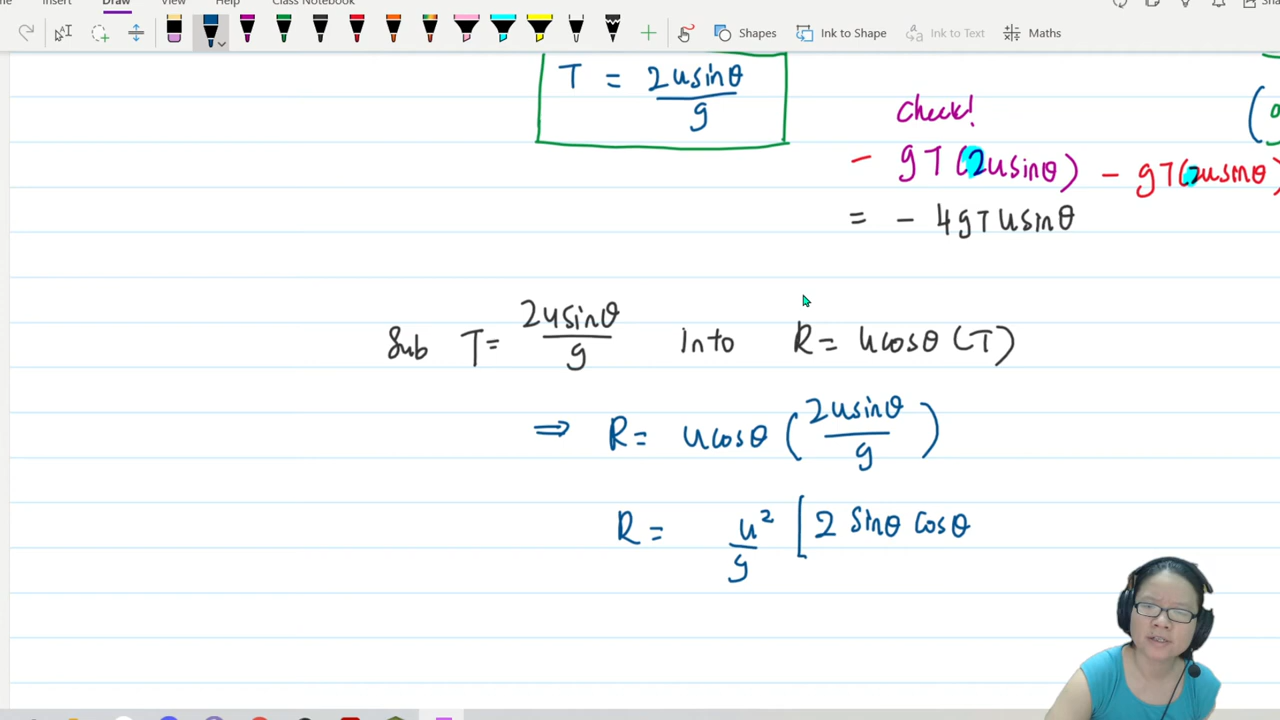 Insert Draw View Help Class Notebook
Shapes Ink to Shape Ink to Text Maths
T = 2usinθ/g
Check!
- gT(2usinθ) - gT(2usinθ)
= - 4gTusinθ
Sub T= 2usinθ/g into R= ucosθ(T)
⇒ R= ucosθ(2usinθ/g)
R= u²/g [2 sinθ cosθ